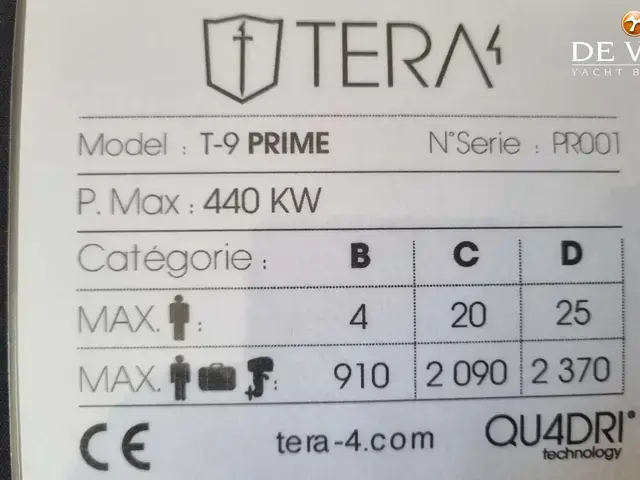 TERA4
DE V
YACHT B
Model : T-9 PRIME N°Serie : PR001
P. Max : 440 KW
Catégorie : B C D
MAX. : 4 20 25
MAX. : 910 2 090 2 370
CE tera-4.com QU4DRI
technology